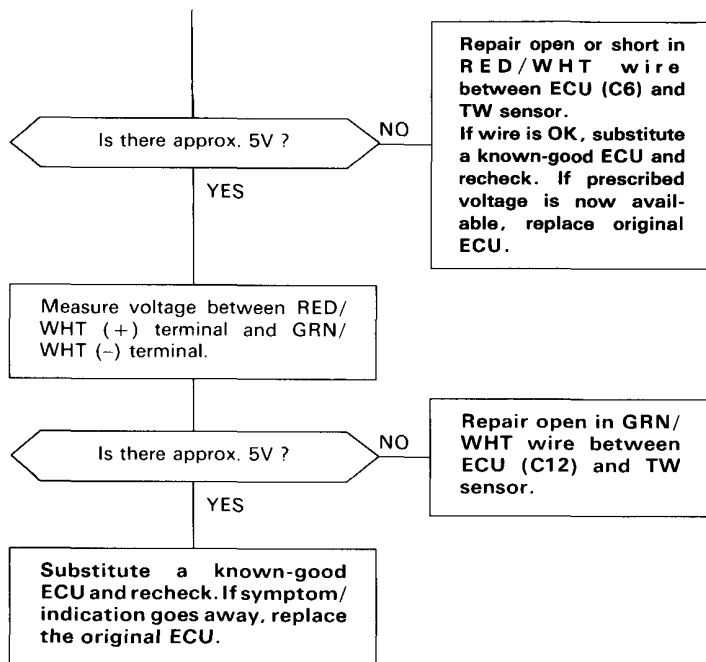 Repair open or short in
RED/WHT wire
between ECU (C6) and
TW sensor.
If wire is OK, substitute
a known-good ECU and
recheck. If prescribed
voltage is now avail-
able, replace original
ECU.
Is there approx. 5V ?
NO
YES
Measure voltage between RED/
WHT (+) terminal and GRN/
WHT (–) terminal.
Is there approx. 5V ?
NO
Repair open in GRN/
WHT wire between
ECU (C12) and TW
sensor.
YES
Substitute a known-good
ECU and recheck. If symptom/
indication goes away, replace
the original ECU.